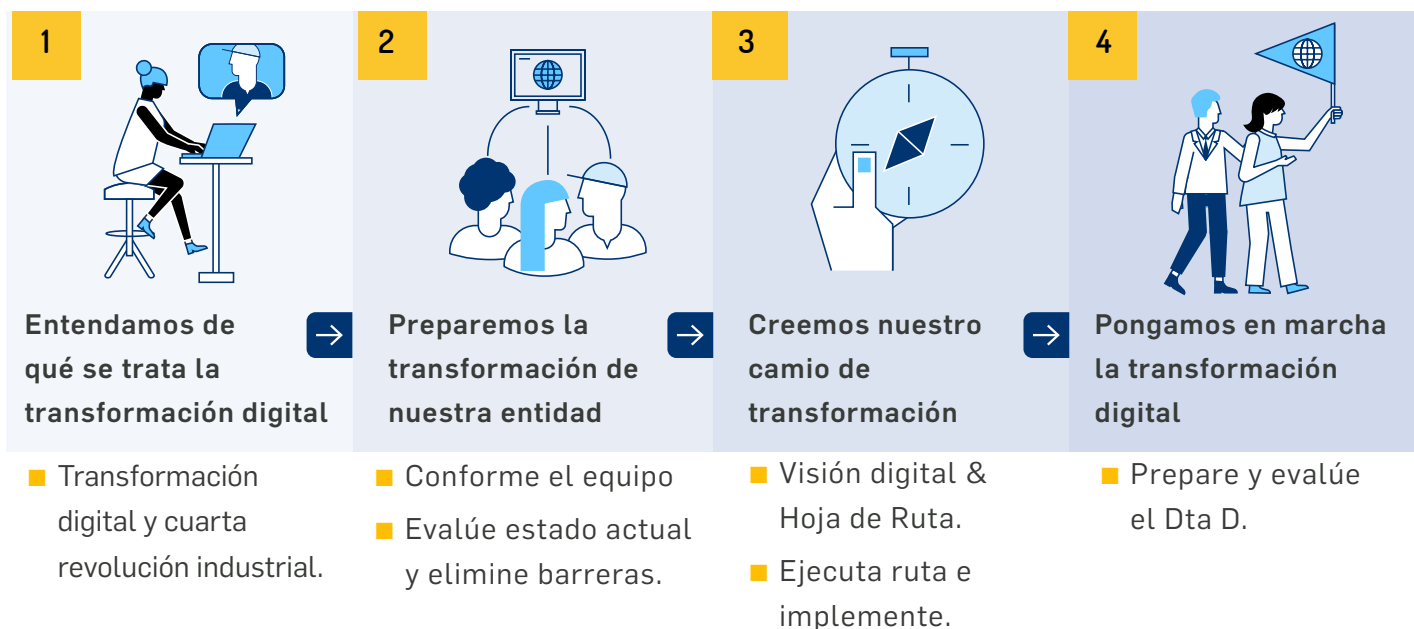 1
Entendamos de
qué se trata la
transformación digital
■ Transformación
digital y cuarta
revolución industrial.
2
Preparemos la
transformación de
nuestra entidad
■ Conforme el equipo
■ Evalúe estado actual
y elimine barreras.
3
Creemos nuestro
camio de
transformación
■ Visión digital &
Hoja de Ruta.
■ Ejecuta ruta e
implemente.
4
Pongamos en marcha
la transformación
digital
■ Prepare y evalúe
el Dta D.